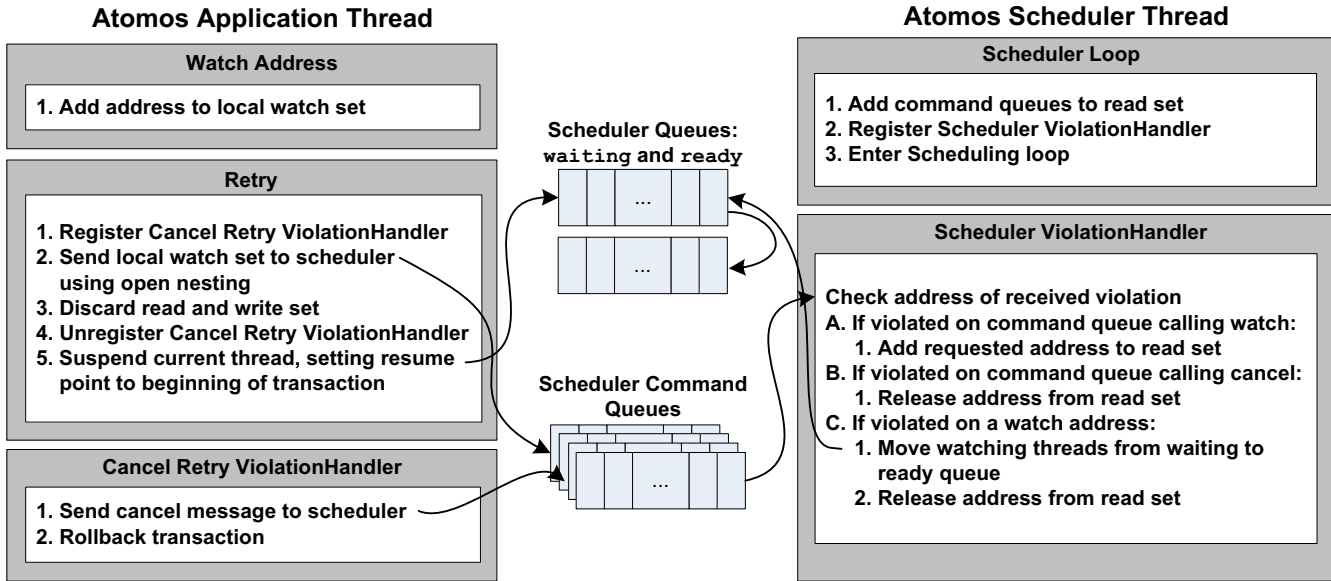 Atomos Application Thread
Watch Address
1. Add address to local watch set
Retry
1. Register Cancel Retry ViolationHandler
2. Send local watch set to scheduler
using open nesting
3. Discard read and write set
4. Unregister Cancel Retry ViolationHandler
5. Suspend current thread, setting resume
point to beginning of transaction
Cancel Retry ViolationHandler
1. Send cancel message to scheduler
2. Rollback transaction
Scheduler Queues:
waiting and ready
...
Scheduler Command
Queues
...
Atomos Scheduler Thread
Scheduler Loop
1. Add command queues to read set
2. Register Scheduler ViolationHandler
3. Enter Scheduling loop
Scheduler ViolationHandler
Check address of received violation
A. If violated on command queue calling watch:
1. Add requested address to read set
B. If violated on command queue calling cancel:
1. Release address from read set
C. If violated on a watch address:
1. Move watching threads from waiting to
ready queue
2. Release address from read set